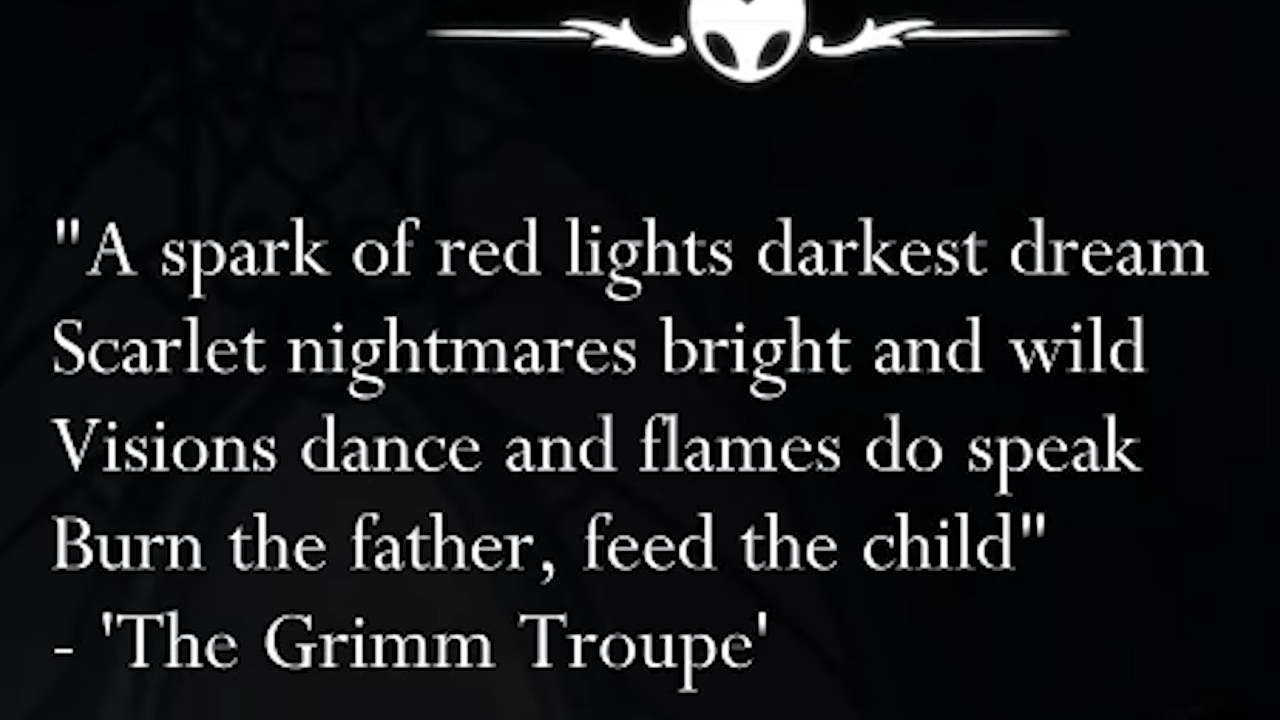 "A spark of red lights darkest dream
Scarlet nightmares bright and wild
Visions dance and flames do speak
Burn the father, feed the child"
- 'The Grimm Troupe'